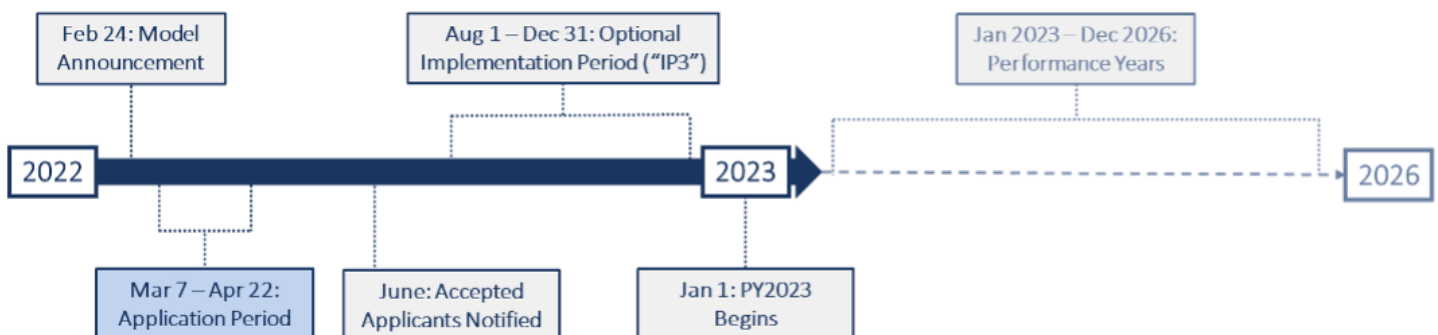 Feb 24: Model
Announcement
Aug 1 – Dec 31: Optional
Implementation Period (“IP3”)
Jan 2023 – Dec 2026:
Performance Years
2022
2023
2026
Mar 7 – Apr 22:
Application Period
June: Accepted
Applicants Notified
Jan 1: PY2023
Begins